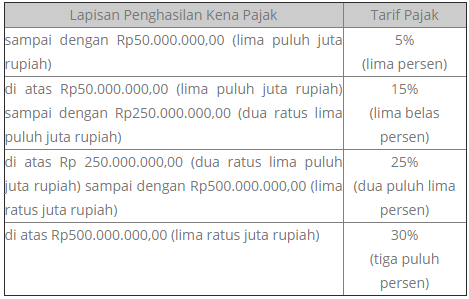 Lapisan Penghasilan Kena Pajak Tarif Pajak
sampai dengan Rp50.000.000,00 (lima puluh juta
rupiah)
5%
(lima persen)
di atas Rp50.000.000,00 (lima puluh juta rupiah)
sampai dengan Rp250.000.000,00 (dua ratus lima
puluh juta rupiah)
15%
(lima belas
persen)
di atas Rp 250.000.000,00 (dua ratus lima puluh
juta rupiah) sampai dengan Rp500.000.000,00 (lima
ratus juta rupiah)
25%
(dua puluh lima
persen)
di atas Rp500.000.000,00 (lima ratus juta rupiah)
30%
(tiga puluh
persen)